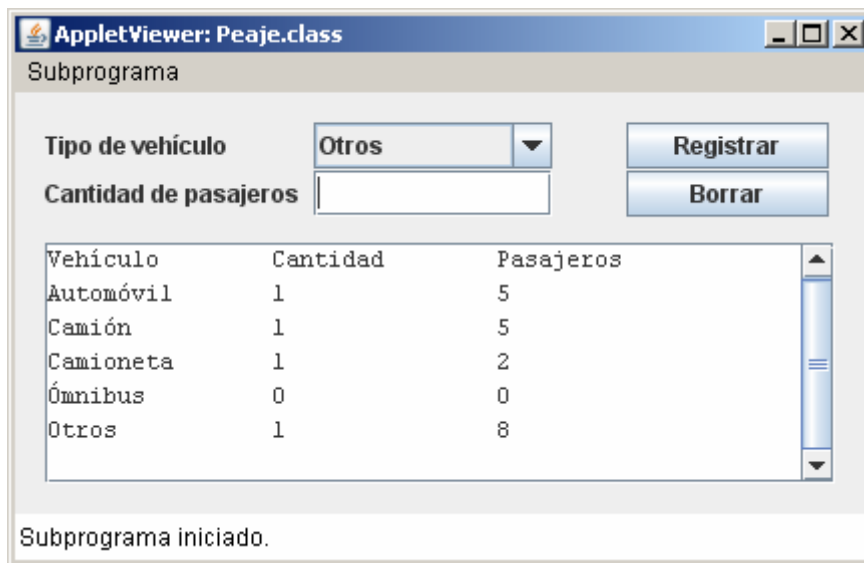 AppletViewer: Peaje.class
Subprograma
Tipo de vehículo Otros Registrar
Cantidad de pasajeros Borrar
Vehículo Cantidad Pasajeros
Automóvil 1 5
Camión 1 5
Camioneta 1 2
Ómnibus 0 0
Otros 1 8
Subprograma iniciado.